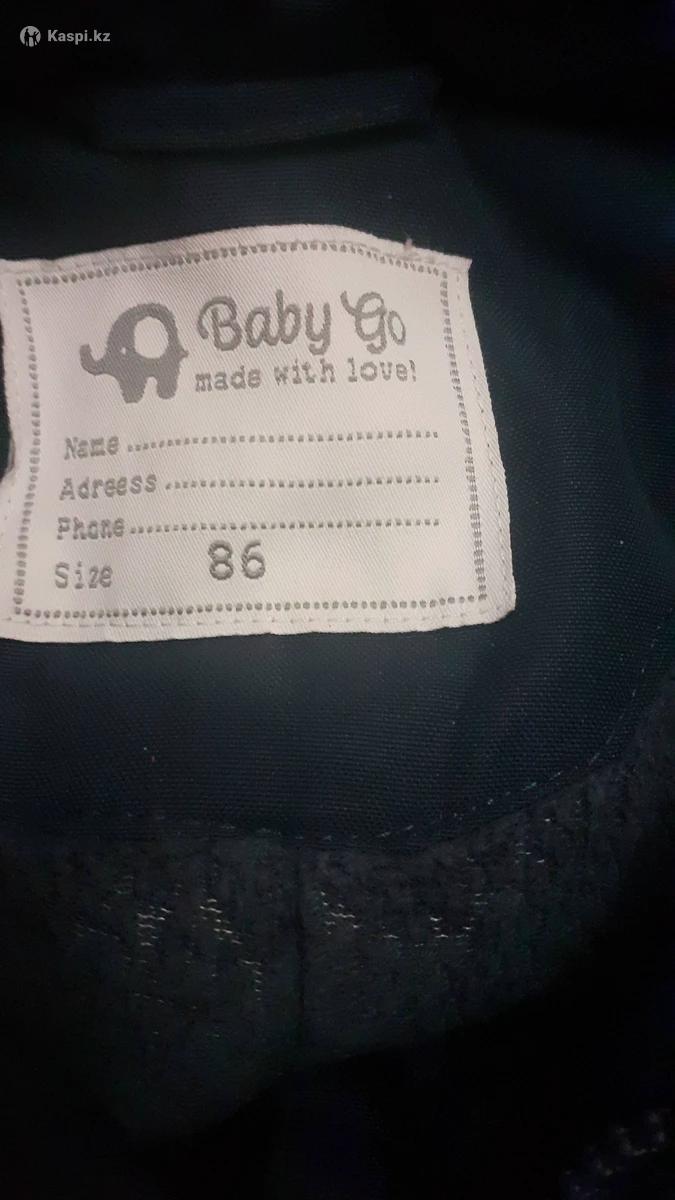 Kaspi.kz
Baby Go
made with love!
Name
Adreess
Phone
Size 86